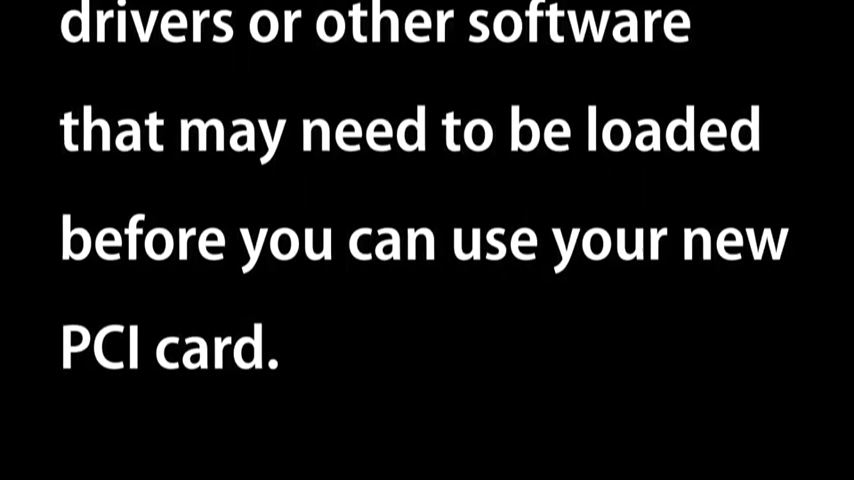 drivers or other software
that may need to be loaded
before you can use your new
PCI card.